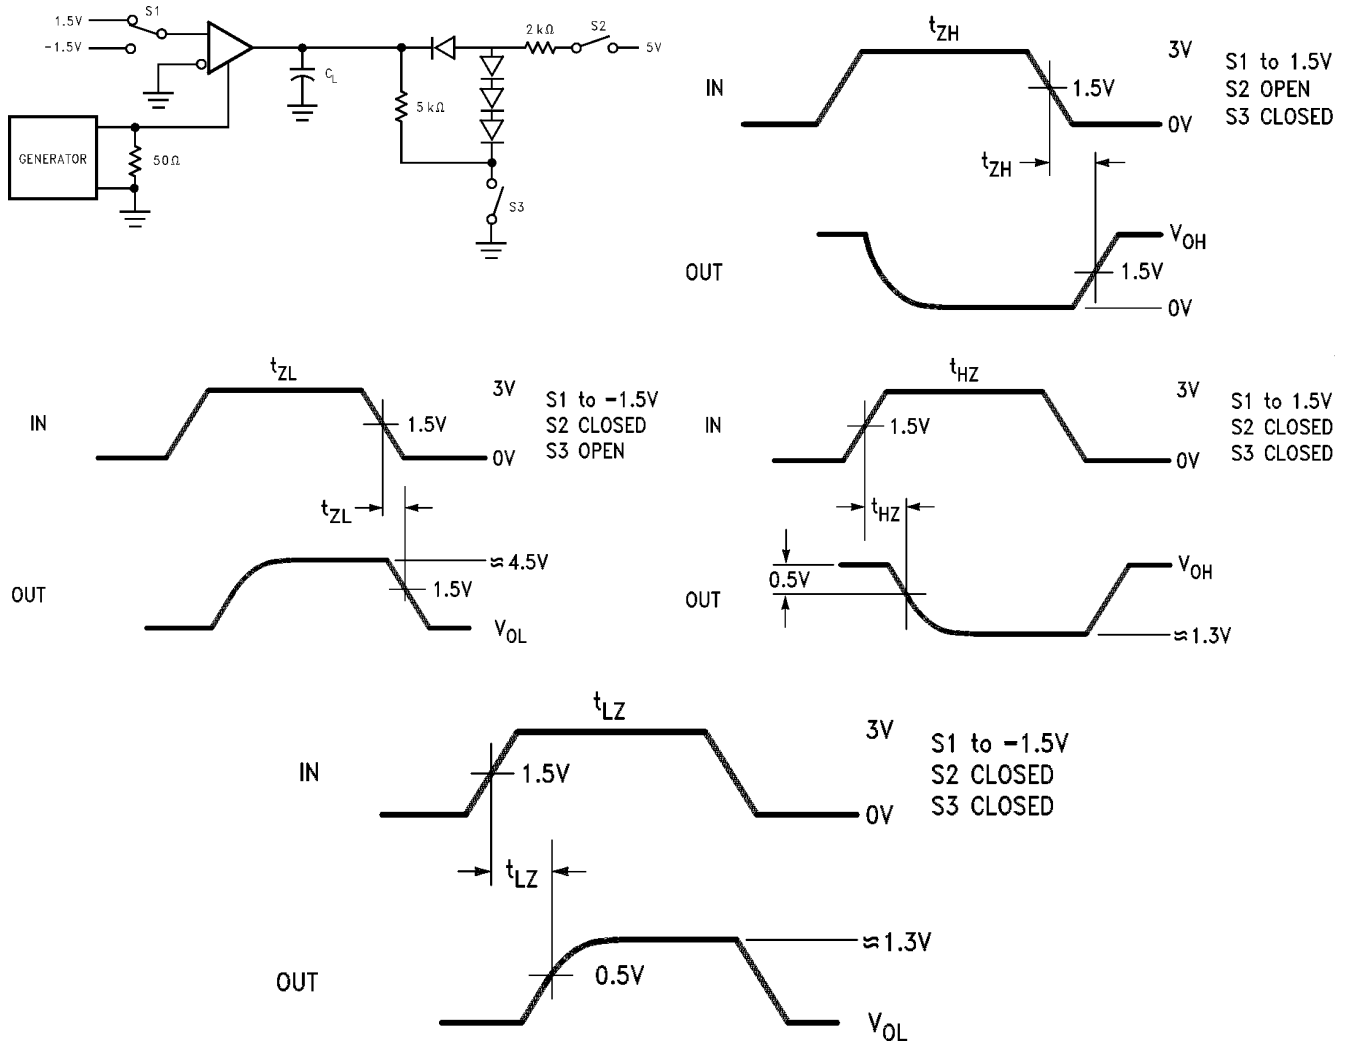 1.5V
S1
-1.5V
GENERATOR
50Ω
C_L
5 kΩ
2 kΩ
S2
5V
S3
t_ZH
IN
3V
1.5V
0V
S1 to 1.5V
S2 OPEN
S3 CLOSED
t_ZH
OUT
V_OH
1.5V
0V
t_ZL
IN
3V
1.5V
0V
S1 to -1.5V
S2 CLOSED
S3 OPEN
t_ZL
OUT
≈ 4.5V
1.5V
V_OL
t_HZ
IN
3V
1.5V
0V
S1 to 1.5V
S2 CLOSED
S3 CLOSED
t_HZ
0.5V
OUT
V_OH
≈ 1.3V
t_LZ
IN
3V
1.5V
0V
S1 to -1.5V
S2 CLOSED
S3 CLOSED
t_LZ
OUT
≈ 1.3V
0.5V
V_OL